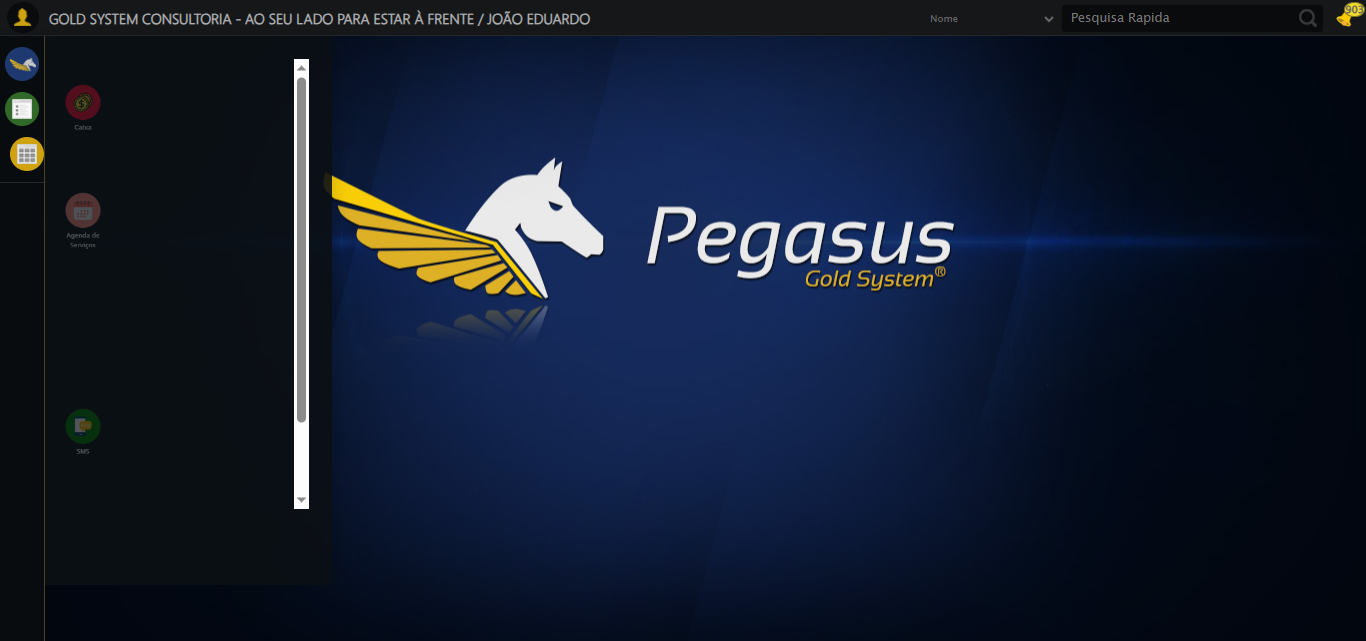 GOLD SYSTEM CONSULTORIA - AO SEU LADO PARA ESTAR À FRENTE / JOÃO EDUARDO
Nome
Pesquisa Rapida
903
Caixa
Agenda de
Serviços
SMS
Pegasus
Gold System®